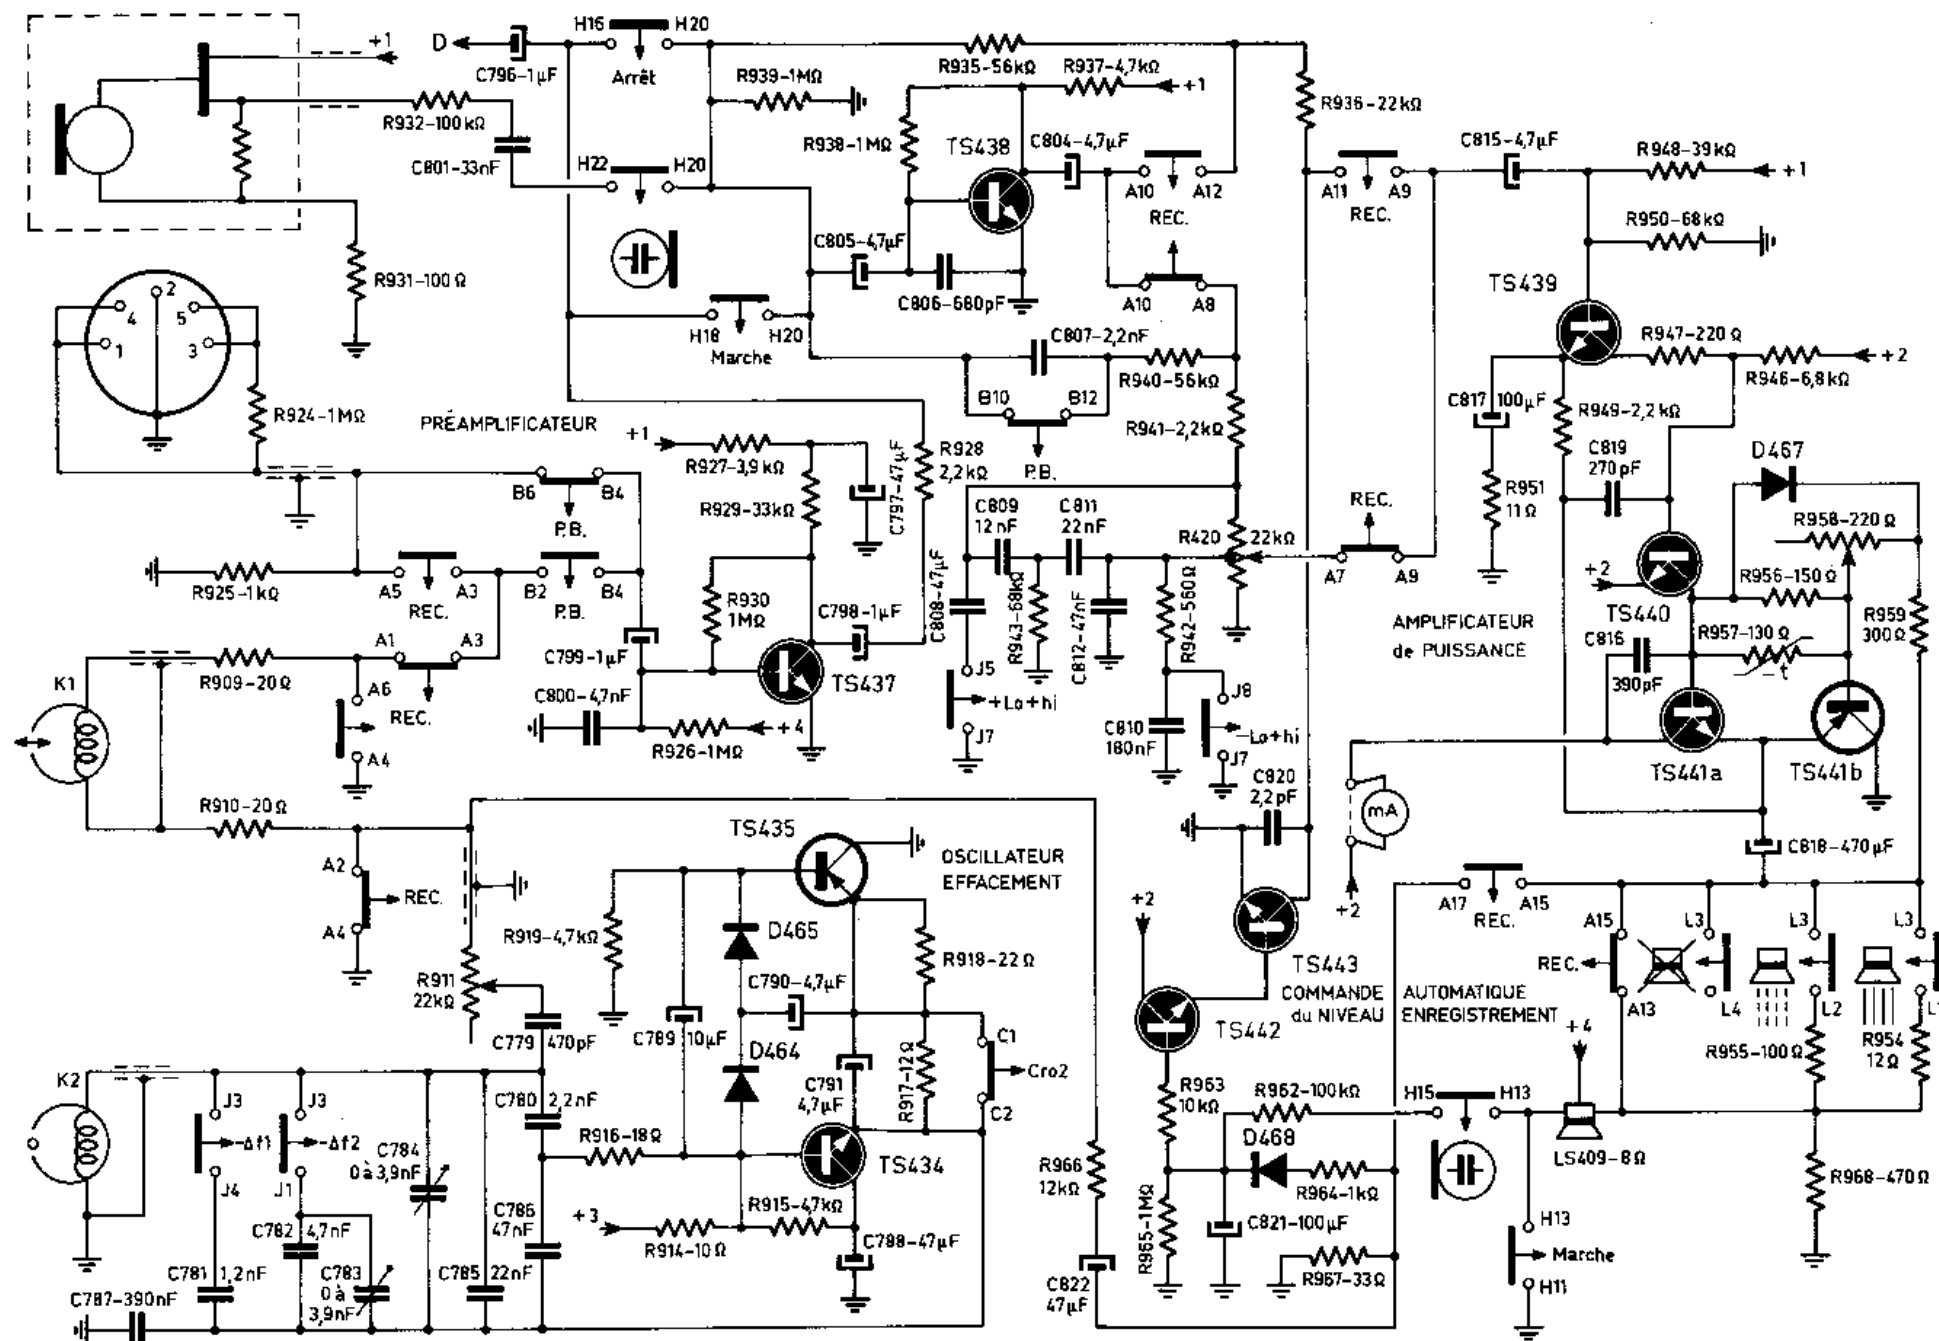 D
C796-1µF
H16
H20
Arrêt
+1
R932-100kΩ
C801-33nF
R939-1MΩ
H22
H20
R935-56kΩ
R937-4,7kΩ
+1
R938-1MΩ
TS438
C804-4,7µF
A10
A12
REC.
R936-22kΩ
A11
A9
REC.
C815-4,7µF
R948-39kΩ
+1
R950-68kΩ
C805-4,7µF
C806-680pF
A10
A8
TS439
R931-100Ω
4
2
5
1
3
R924-1MΩ
H18
H20
Marche
C807-2,2nF
R940-56kΩ
B10
B12
P.B.
R941-2,2kΩ
R947-220Ω
R946-6,8kΩ
+2
C817
100µF
R949-2,2kΩ
R951
11Ω
C819
270pF
D467
R958-220Ω
PRÉAMPLIFICATEUR
+1
R927-3,9kΩ
C797-47µF
R928
2,2kΩ
R929-33kΩ
B6
B4
P.B.
R925-1kΩ
A5
A3
REC.
B2
B4
P.B.
C809
12nF
C811
22nF
R420
22kΩ
REC.
A7
A9
+2
TS440
R956-150Ω
R957-130Ω
-t
R959
300Ω
C816
390pF
R930
1MΩ
C798-1µF
C808-47µF
R943-68kΩ
C812-47nF
R942-560Ω
AMPLIFICATEUR
de PUISSANCE
K1
R909-20Ω
A1
A3
REC.
A6
A4
C799-1µF
C800-4,7nF
TS437
R926-1MΩ
+4
J5
+La+hi
J7
C810
180nF
J8
-La+hi
J7
TS441a
TS441b
R910-20Ω
A2
REC.
A4
TS435
OSCILLATEUR
EFFACEMENT
C820
2,2pF
mA
+2
C818-470µF
A17
A15
REC.
R919-4,7kΩ
D465
R918-22Ω
+2
TS443
TS442
COMMANDE
AUTOMATIQUE
du NIVEAU
ENREGISTREMENT
A15
REC.
A13
L3
L4
L3
L2
L3
R911
22kΩ
C779
470pF
C790-4,7µF
C789
10µF
D464
C791
4,7µF
R917-12Ω
C1
Cro2
C2
+4
R955-100Ω
R954
12Ω
K2
J3
-Δf1
J4
J3
-Δf2
J1
C784
0à3,9nF
C780
2,2nF
R916-18Ω
TS434
R963
10kΩ
R962-100kΩ
D468
R964-1kΩ
H15
H13
LS409-8Ω
R968-470Ω
R966
12kΩ
R965-1MΩ
C821-100µF
R967-33Ω
H13
Marche
H11
C781
1,2nF
C782
4,7nF
C783
0à
3,9nF
C785
22nF
C786
47nF
+3
R914-10Ω
R915-4,7kΩ
C788-47µF
C822
47µF
C787-390nF